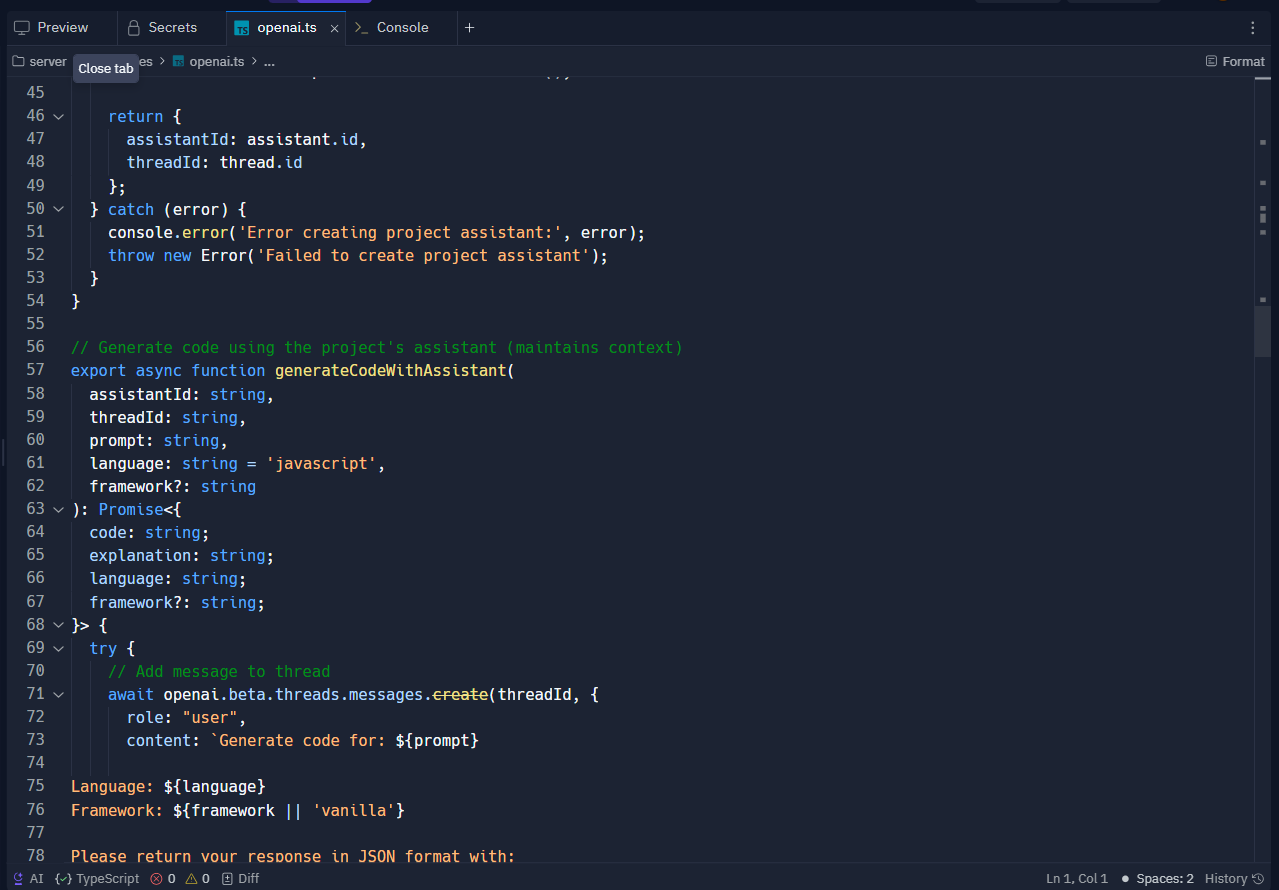 Preview Secrets openai.ts Console
server es openai.ts ... Format
Close tab
45
46 return {
47 assistantId: assistant.id,
48 threadId: thread.id
49 };
50 } catch (error) {
51 console.error('Error creating project assistant:', error);
52 throw new Error('Failed to create project assistant');
53 }
54 }
55
56 // Generate code using the project's assistant (maintains context)
57 export async function generateCodeWithAssistant(
58 assistantId: string,
59 threadId: string,
60 prompt: string,
61 language: string = 'javascript',
62 framework?: string
63 ): Promise<{
64 code: string;
65 explanation: string;
66 language: string;
67 framework?: string;
68 }> {
69 try {
70 // Add message to thread
71 await openai.beta.threads.messages.create(threadId, {
72 role: "user",
73 content: `Generate code for: ${prompt}
74
75 Language: ${language}
76 Framework: ${framework || 'vanilla'}
77
78 Please return your response in JSON format with:
AI TypeScript 0 0 Diff Ln 1, Col 1 Spaces: 2 History